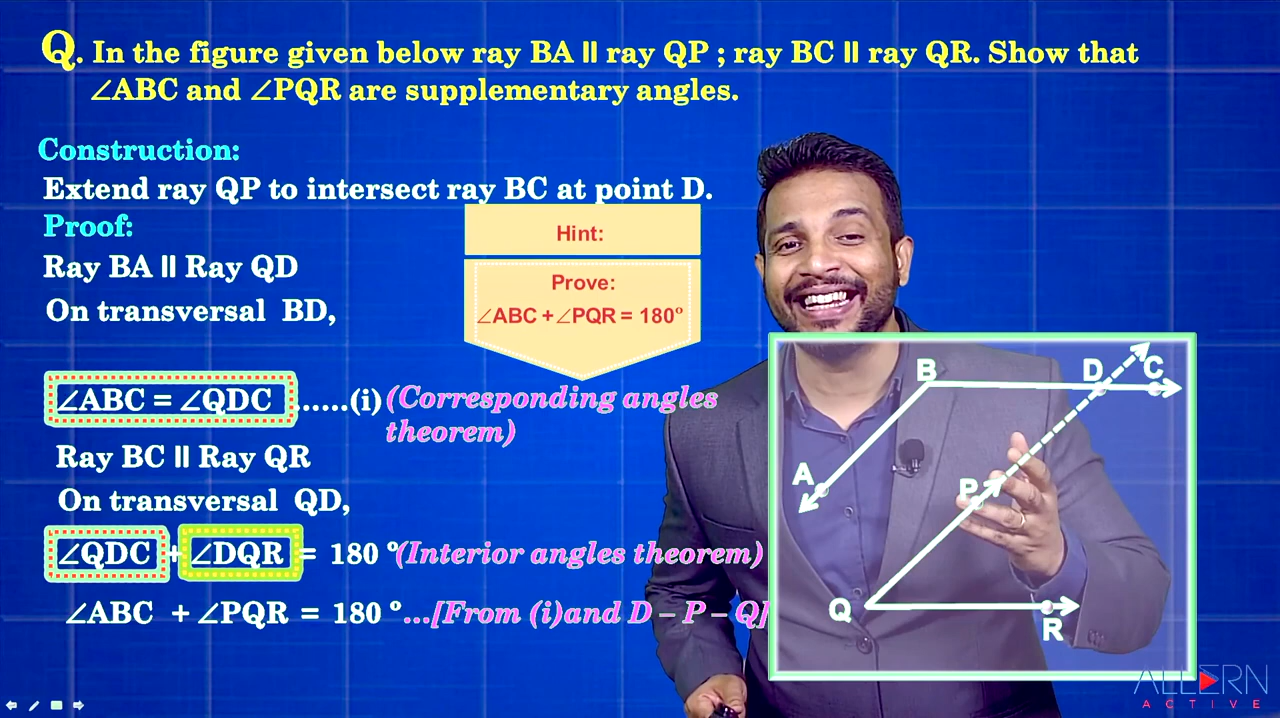 Q. In the figure given below ray BA ॥ ray QP ; ray BC ॥ ray QR. Show that
∠ABC and ∠PQR are supplementary angles.
Construction:
Extend ray QP to intersect ray BC at point D.
Proof:
Hint:
Ray BA ॥ Ray QD
Prove:
On transversal BD,
∠ABC +∠PQR = 180º
B
D
C
∠ABC = ∠QDC ......(i) (Corresponding angles
theorem)
Ray BC ॥ Ray QR
A
P
On transversal QD,
∠QDC + ∠DQR = 180 º (Interior angles theorem)
∠ABC + ∠PQR = 180 º ...[From (i)and D – P – Q]
Q
R
ALLERN
ACTIVE